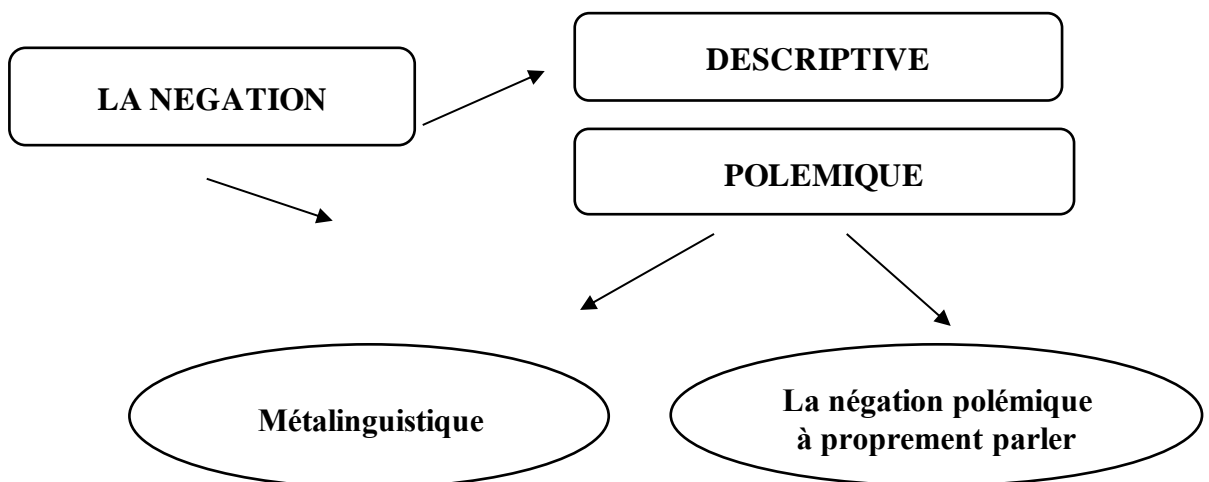 DESCRIPTIVE
LA NEGATION
POLEMIQUE
Métalinguistique
La négation polémique
à proprement parler